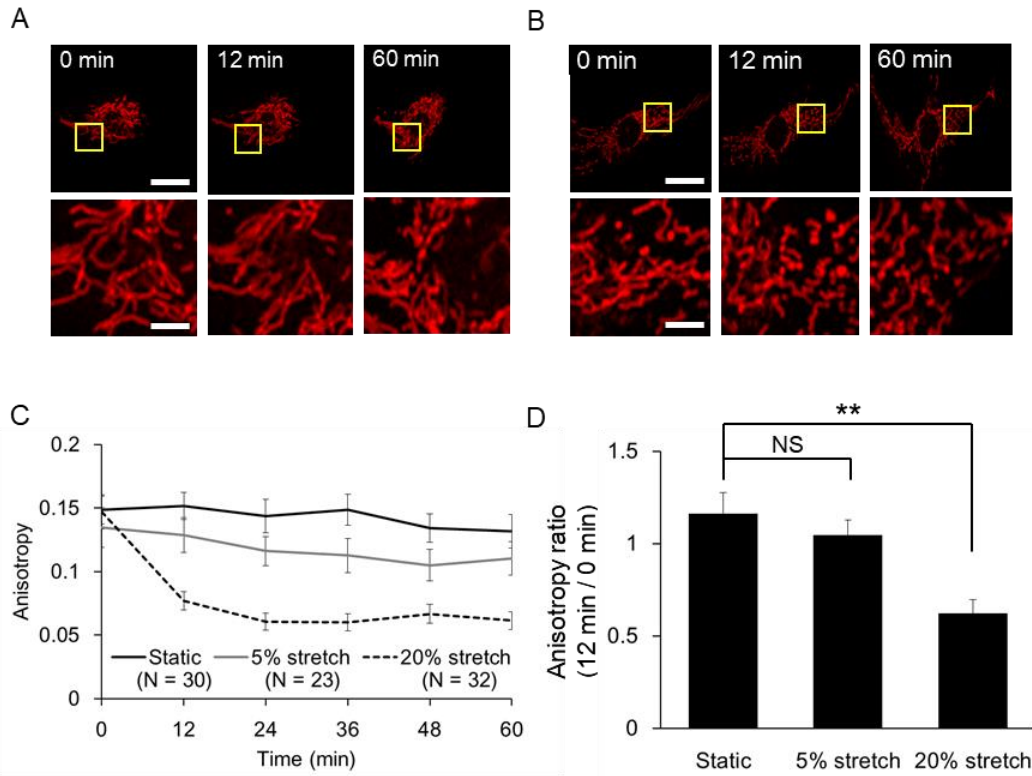 A
0 min 12 min 60 min
B
0 min 12 min 60 min
C
0.2
0.15
0.1
0.05
0
Anisotropy
Static 5% stretch 20% stretch
(N = 30) (N = 23) (N = 32)
0 12 24 36 48 60
Time (min)
D
**
NS
1.5
1
0.5
0
Anisotropy ratio
(12 min / 0 min)
Static 5% stretch 20% stretch